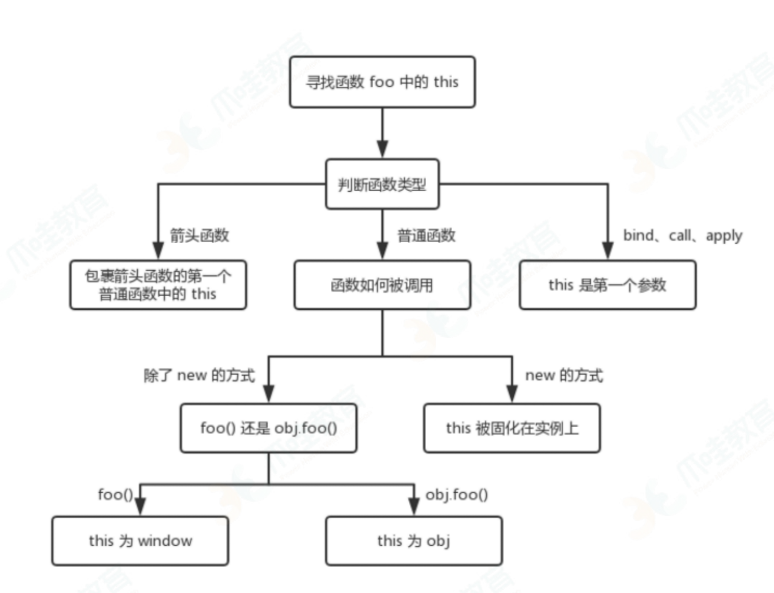 寻找函数 foo 中的 this
判断函数类型
箭头函数
普通函数
bind、call、apply
包裹箭头函数的第一个
普通函数中的 this
函数如何被调用
this 是第一个参数
除了 new 的方式
new 的方式
foo() 还是 obj.foo()
this 被固化在实例上
foo()
obj.foo()
this 为 window
this 为 obj